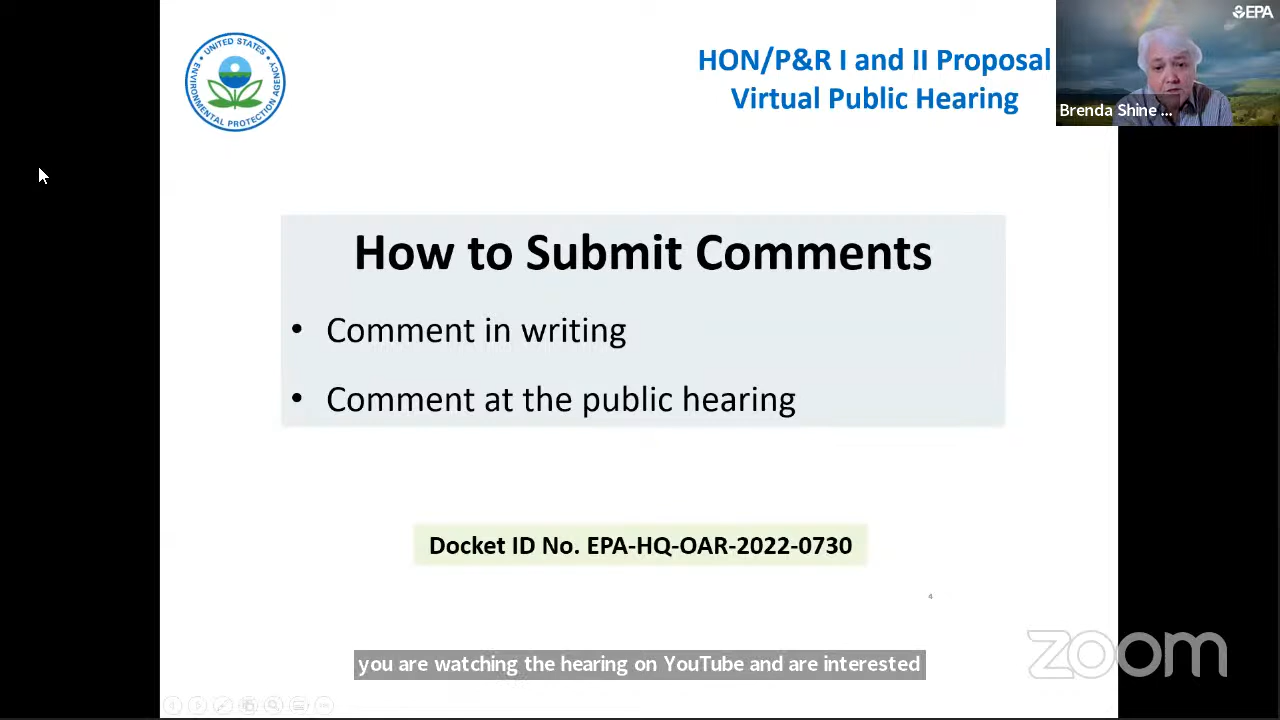 UNITED STATES
ENVIRONMENTAL PROTECTION AGENCY
HON/P&R I and II Proposal
Virtual Public Hearing
EPA
Brenda Shine ...
How to Submit Comments
• Comment in writing
• Comment at the public hearing
Docket ID No. EPA-HQ-OAR-2022-0730
4
you are watching the hearing on YouTube and are interested
zoom